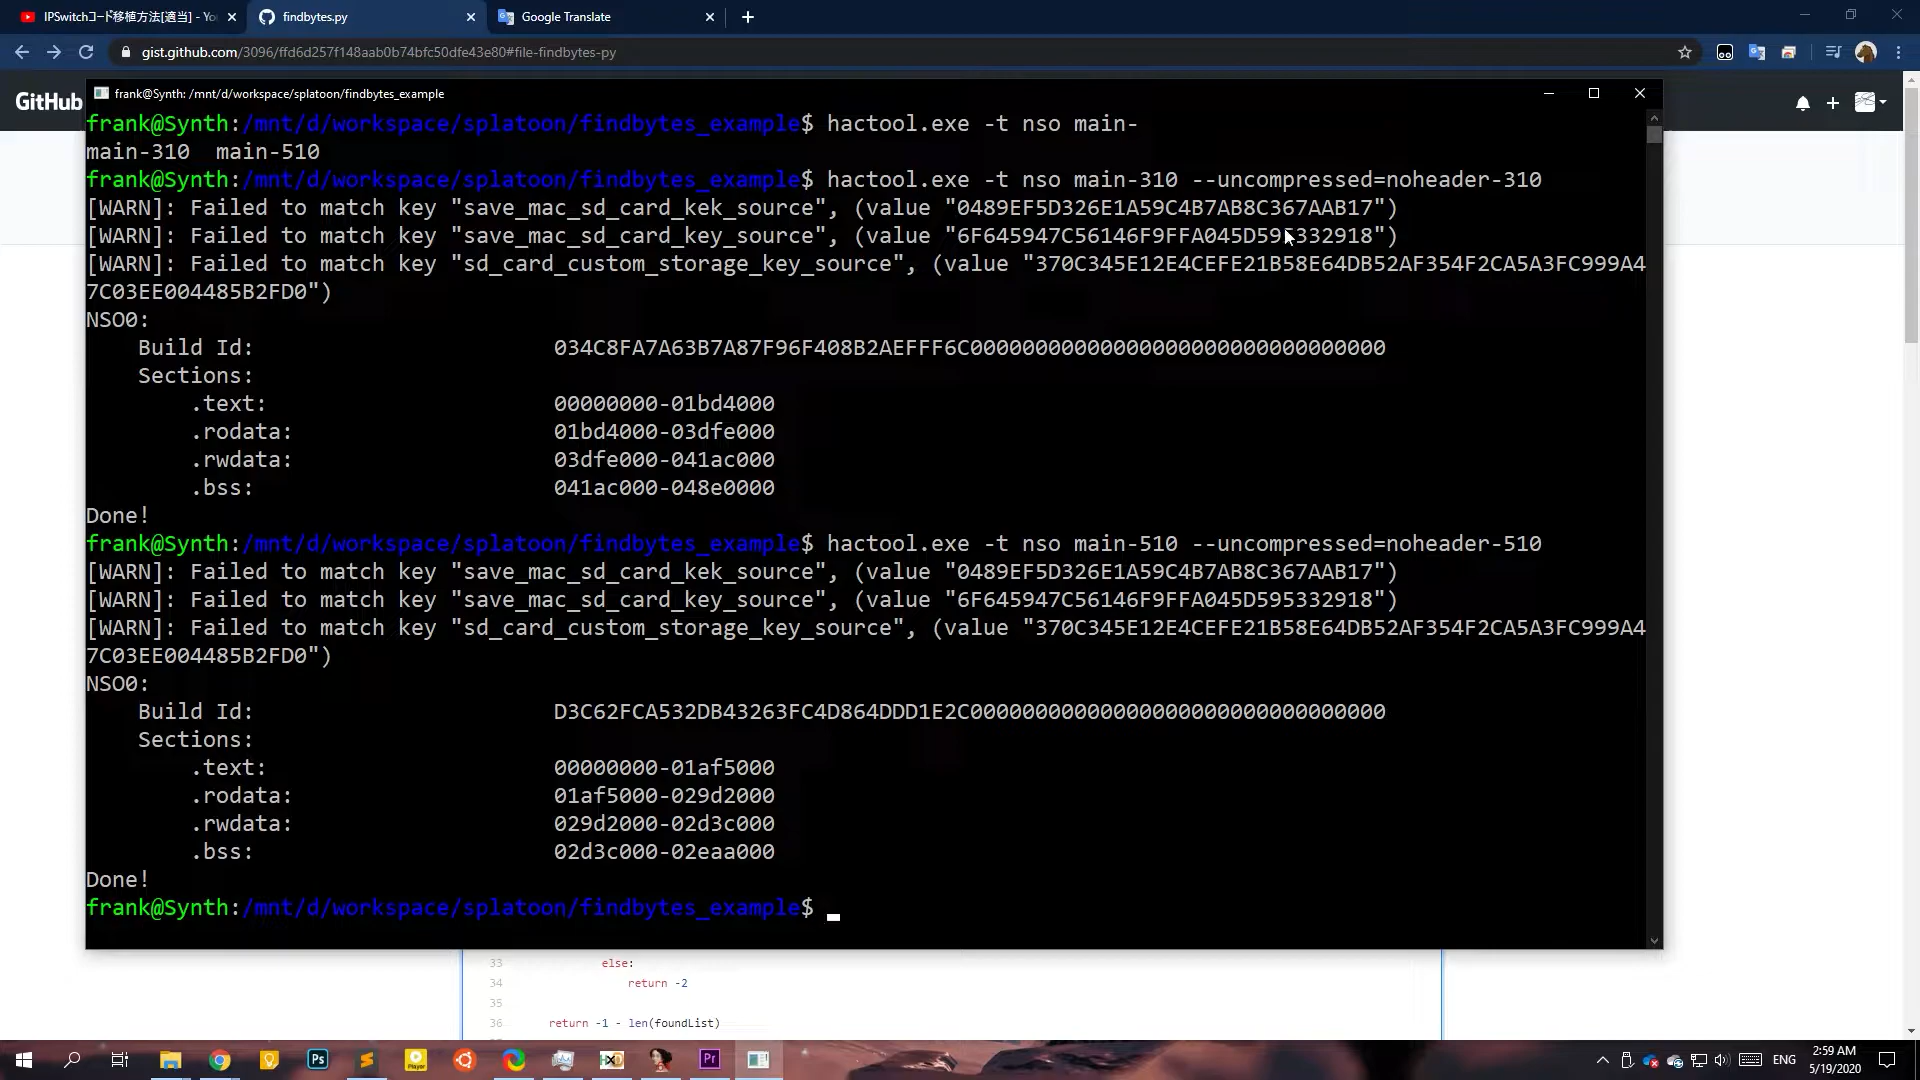 IPSwitchコード移植方法[適当] - Yo
findbytes.py
Google Translate
gist.github.com/3096/ffd6d257f148aab0b74bfc50dfe43e80#file-findbytes-py
GitHub
frank@Synth: /mnt/d/workspace/splatoon/findbytes_example
frank@Synth:/mnt/d/workspace/splatoon/findbytes_example$ hactool.exe -t nso main-
main-310  main-510
frank@Synth:/mnt/d/workspace/splatoon/findbytes_example$ hactool.exe -t nso main-310 --uncompressed=noheader-310
[WARN]: Failed to match key "save_mac_sd_card_kek_source", (value "0489EF5D326E1A59C4B7AB8C367AAB17")
[WARN]: Failed to match key "save_mac_sd_card_key_source", (value "6F645947C56146F9FFA045D595332918")
[WARN]: Failed to match key "sd_card_custom_storage_key_source", (value "370C345E12E4CEFE21B58E64DB52AF354F2CA5A3FC999A4
7C03EE004485B2FD0")
NSO0:
Build Id: 034C8FA7A63B7A87F96F408B2AEFFF6C00000000000000000000000000000000
Sections:
.text: 00000000-01bd4000
.rodata: 01bd4000-03dfe000
.rwdata: 03dfe000-041ac000
.bss: 041ac000-048e0000
Done!
frank@Synth:/mnt/d/workspace/splatoon/findbytes_example$ hactool.exe -t nso main-510 --uncompressed=noheader-510
[WARN]: Failed to match key "save_mac_sd_card_kek_source", (value "0489EF5D326E1A59C4B7AB8C367AAB17")
[WARN]: Failed to match key "save_mac_sd_card_key_source", (value "6F645947C56146F9FFA045D595332918")
[WARN]: Failed to match key "sd_card_custom_storage_key_source", (value "370C345E12E4CEFE21B58E64DB52AF354F2CA5A3FC999A4
7C03EE004485B2FD0")
NSO0:
Build Id: D3C62FCA532DB43263FC4D864DDD1E2C00000000000000000000000000000000
Sections:
.text: 00000000-01af5000
.rodata: 01af5000-029d2000
.rwdata: 029d2000-02d3c000
.bss: 02d3c000-02eaa000
Done!
frank@Synth:/mnt/d/workspace/splatoon/findbytes_example$
33 else:
34 return -2
35
36 return -1 - len(foundList)
Ps
Player
HXD
Pr
ENG
2:59 AM
5/19/2020